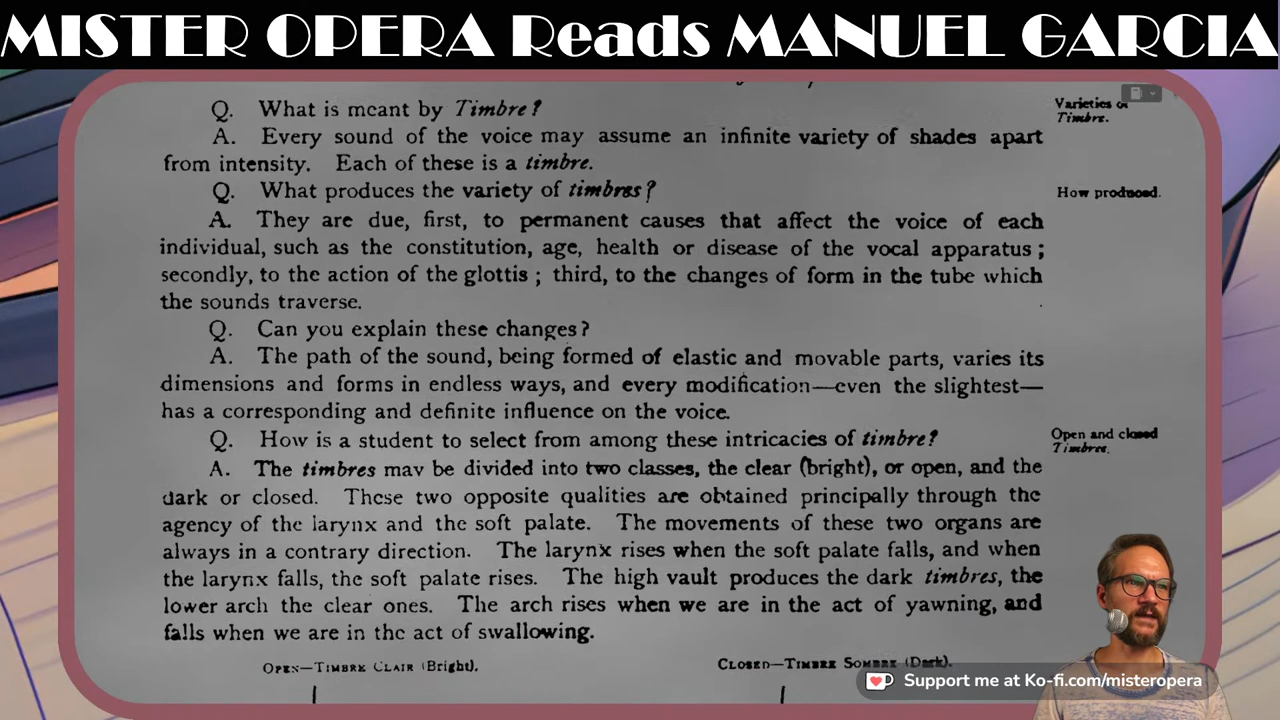 MISTER OPERA Reads MANUEL GARCIA
Q. What is meant by Timbre?
Varieties of
Timbre.
A. Every sound of the voice may assume an infinite variety of shades apart
from intensity. Each of these is a timbre.
Q. What produces the variety of timbres?
How produced.
A. They are due, first, to permanent causes that affect the voice of each
individual, such as the constitution, age, health or disease of the vocal apparatus ;
secondly, to the action of the glottis ; third, to the changes of form in the tube which
the sounds traverse.
Q. Can you explain these changes?
A. The path of the sound, being formed of elastic and movable parts, varies its
dimensions and forms in endless ways, and every modification—even the slightest—
has a corresponding and definite influence on the voice.
Q. How is a student to select from among these intricacies of timbre?
Open and closed
Timbres.
A. The timbres may be divided into two classes, the clear (bright), or open, and the
dark or closed. These two opposite qualities are obtained principally through the
agency of the larynx and the soft palate. The movements of these two organs are
always in a contrary direction. The larynx rises when the soft palate falls, and when
the larynx falls, the soft palate rises. The high vault produces the dark timbres, the
lower arch the clear ones. The arch rises when we are in the act of yawning, and
falls when we are in the act of swallowing.
OPEN—TIMBRE CLAIR (Bright).
CLOSED—TIMBRE SOMBRE (Dark).
Support me at Ko-fi.com/misteropera